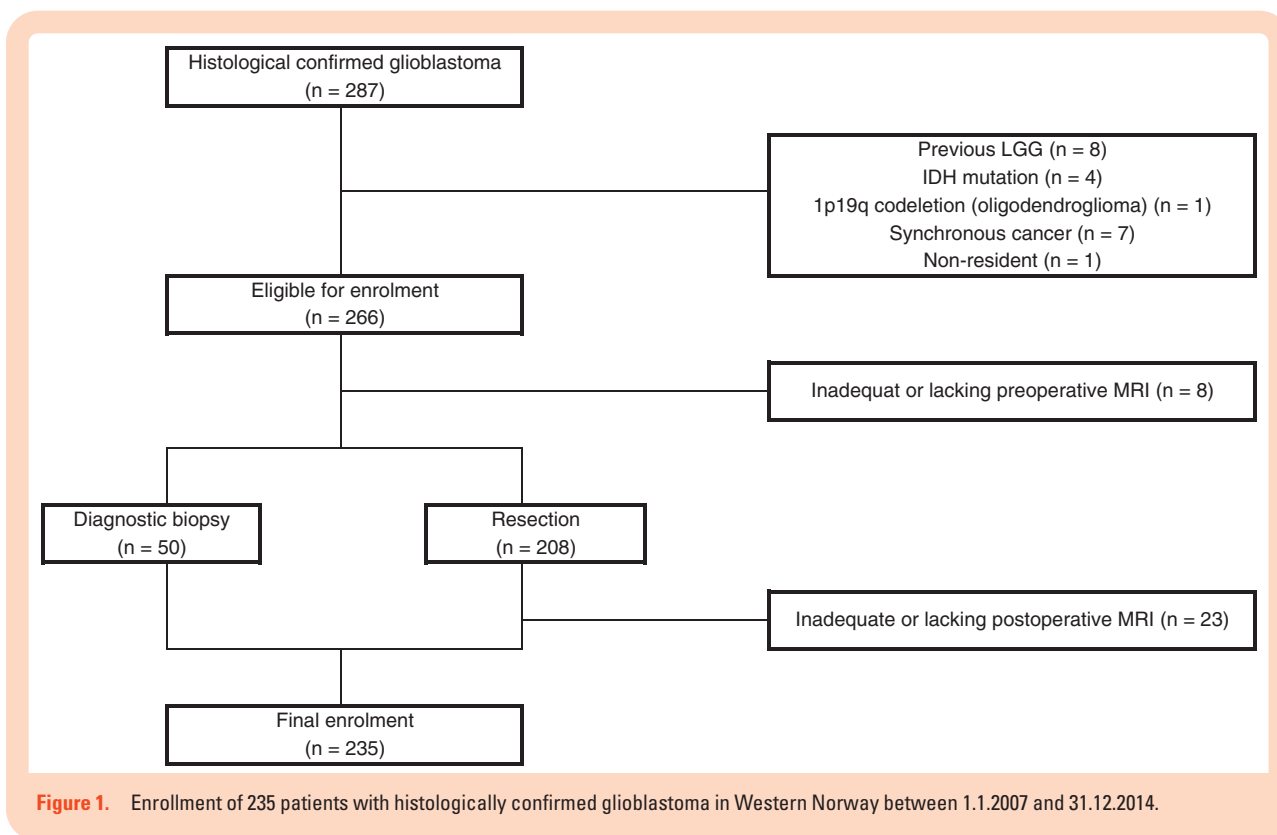 Histological confirmed glioblastoma
(n = 287)
Previous LGG (n = 8)
IDH mutation (n = 4)
1p19q codeletion (oligodendroglioma) (n = 1)
Synchronous cancer (n = 7)
Non-resident (n = 1)
Eligible for enrolment
(n = 266)
Inadequat or lacking preoperative MRI (n = 8)
Diagnostic biopsy
(n = 50)
Resection
(n = 208)
Inadequate or lacking postoperative MRI (n = 23)
Final enrolment
(n = 235)
Figure 1. Enrollment of 235 patients with histologically confirmed glioblastoma in Western Norway between 1.1.2007 and 31.12.2014.